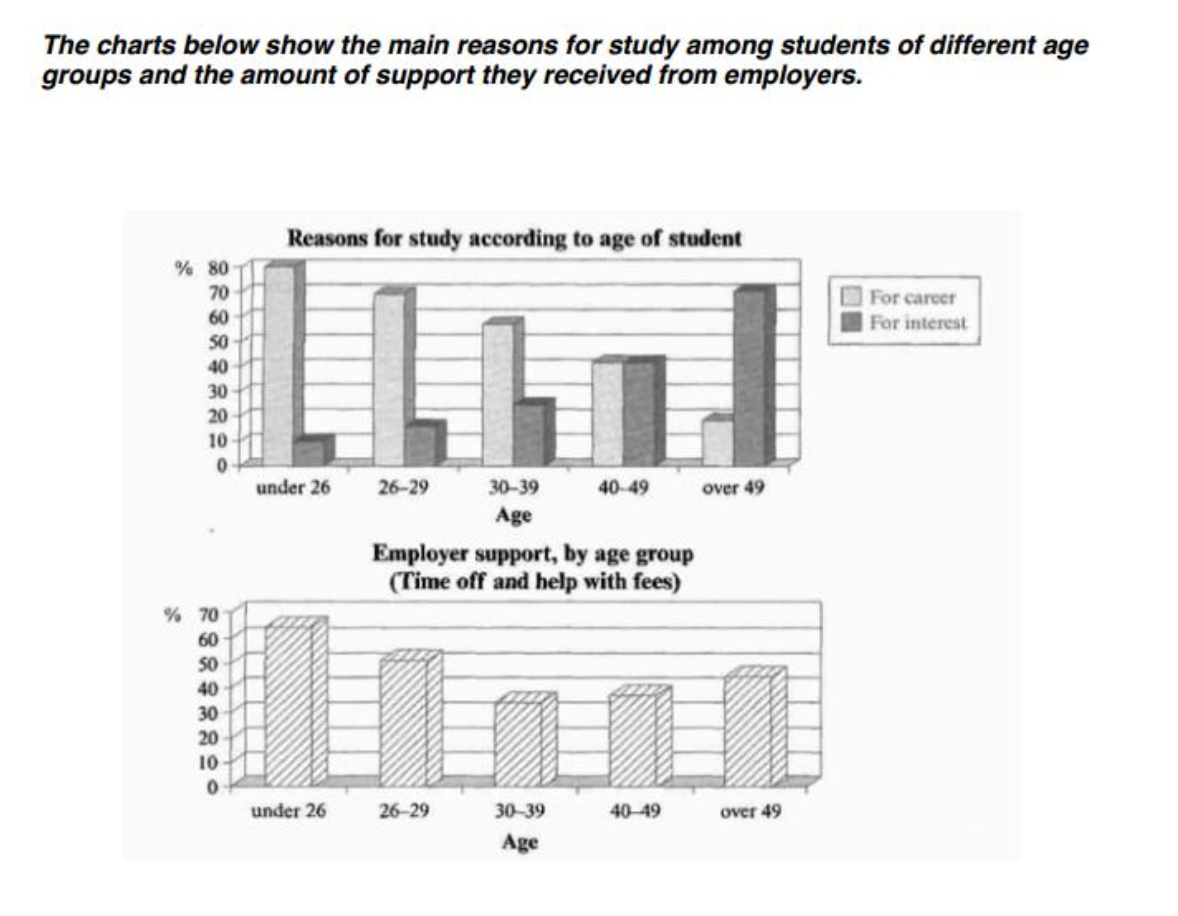 The charts below show the main reasons for study among students of different age
groups and the amount of support they received from employers.
Reasons for study according to age of student
% 80
70
60
50
40
30
20
10
0
For career
For interest
under 26 26–29 30–39 40–49 over 49
Age
Employer support, by age group
(Time off and help with fees)
% 70
60
50
40
30
20
10
0
under 26 26–29 30–39 40–49 over 49
Age